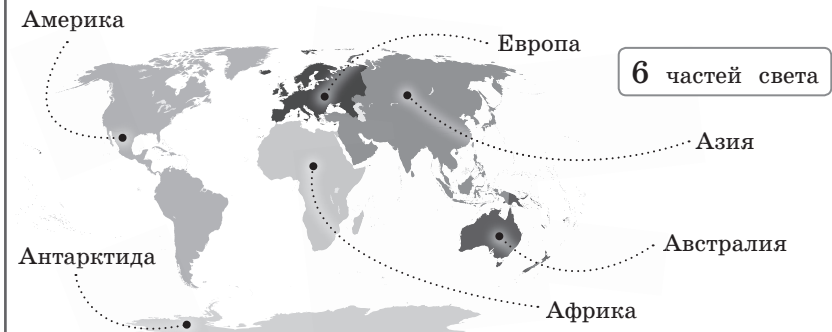 Америка
Европа
6 частей света
Азия
Антарктида
Австралия
Африка